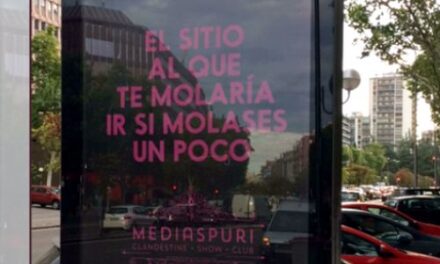 EL SITIO
AL QUE
TE MOLARÍA
IR SI MOLASES
UN POCO
MEDIASPURI
CLANDESTINE • SHOW • CLUB